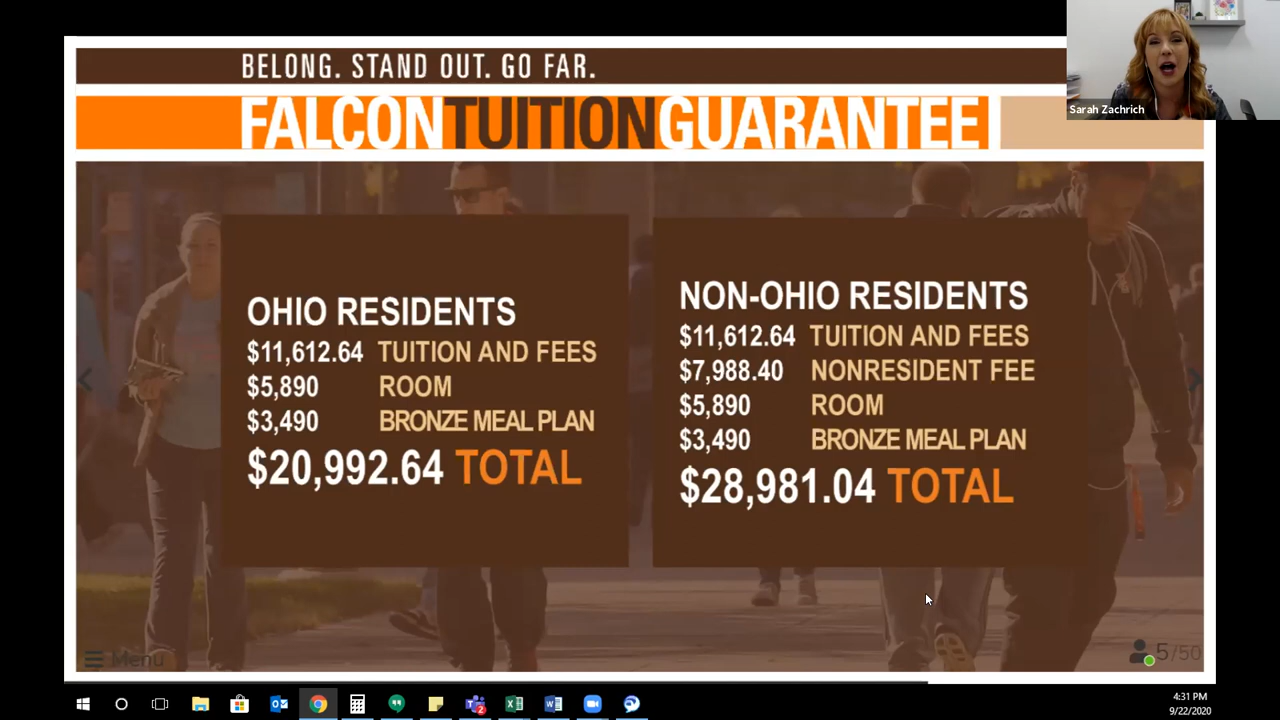 BELONG. STAND OUT. GO FAR.
FALCONTUITIONGUARANTEE
Sarah Zachrich
OHIO RESIDENTS
$11,612.64 TUITION AND FEES
$5,890 ROOM
$3,490 BRONZE MEAL PLAN
$20,992.64 TOTAL
NON-OHIO RESIDENTS
$11,612.64 TUITION AND FEES
$7,988.40 NONRESIDENT FEE
$5,890 ROOM
$3,490 BRONZE MEAL PLAN
$28,981.04 TOTAL
Menu
5/50
2
4:31 PM
9/22/2020